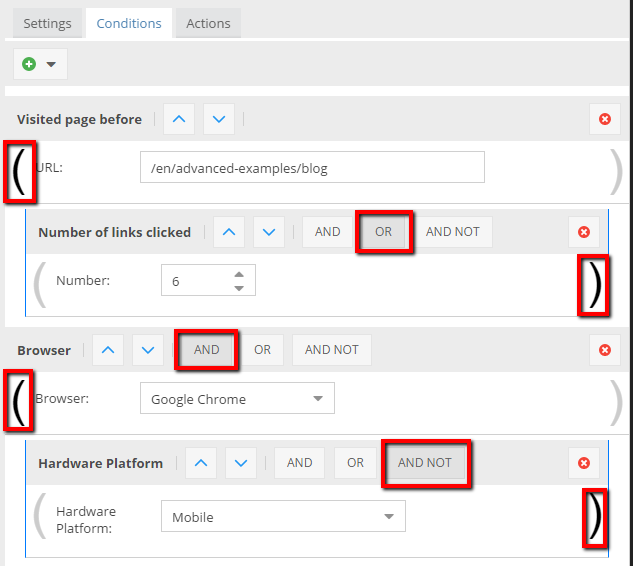 Settings Conditions Actions
Visited page before
( URL: /en/advanced-examples/blog )
Number of links clicked AND OR AND NOT
( Number: 6 )
Browser AND OR AND NOT
( Browser: Google Chrome )
Hardware Platform AND OR AND NOT
( Hardware Mobile )
Platform: